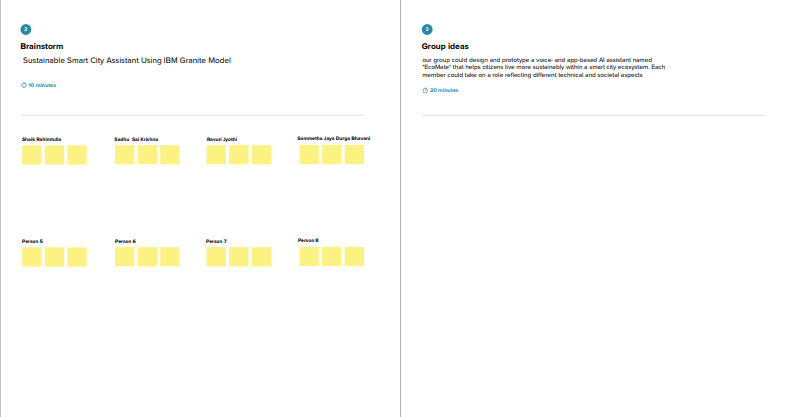 2
Brainstorm
Sustainable Smart City Assistant Using IBM Granite Model
10 minutes
Shaik Rahimtulla
Sadhu Sai Krishna
Ravuri Jyothi
Sammetha Jaya Durga Bhavani
Person 5
Person 6
Person 7
Person 8
3
Group ideas
our group could design and prototype a voice- and app-based AI assistant named
"EcoMate" that helps citizens live more sustainably within a smart city ecosystem. Each
member could take on a role reflecting different technical and societal aspects
20 minutes